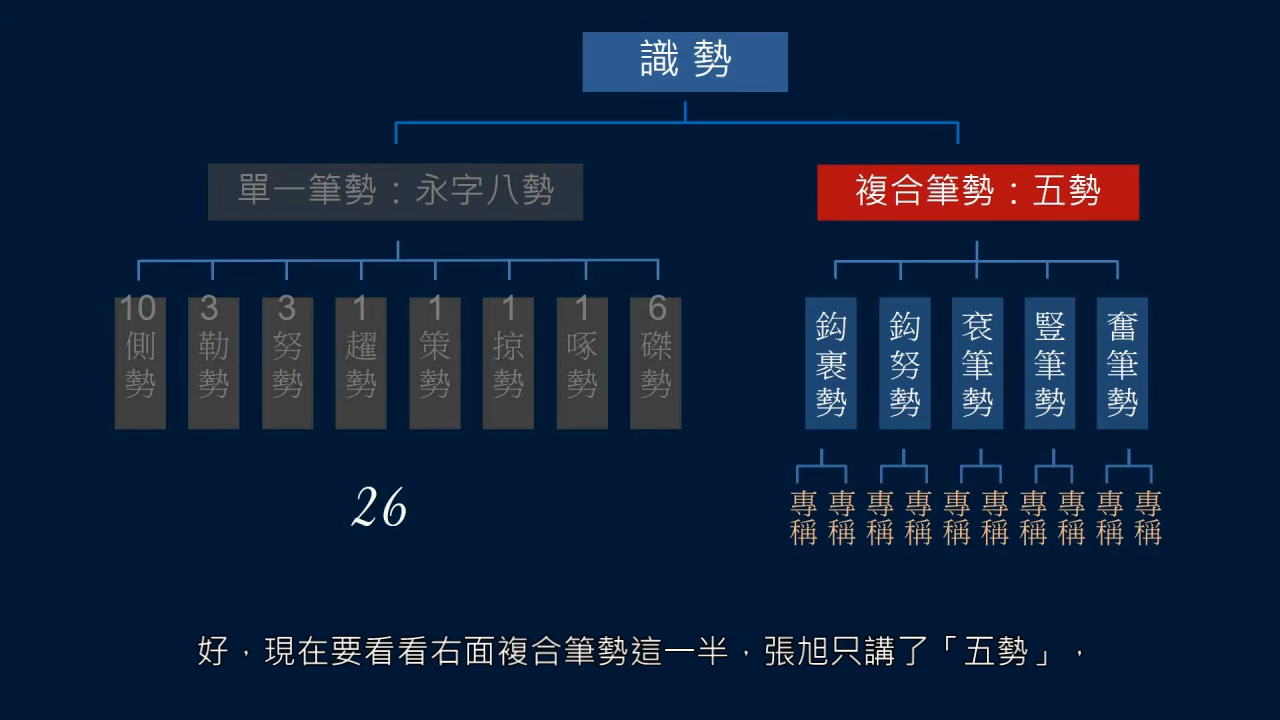 識勢
單一筆勢：永字八勢
複合筆勢：五勢
10 側勢
3 勒勢
3 努勢
1 趯勢
1 策勢
1 掠勢
1 啄勢
6 磔勢
鈎裹勢
鈎努勢
袞筆勢
豎筆勢
奮筆勢
專稱 專稱 專稱 專稱 專稱 專稱 專稱 專稱 專稱 專稱
26
好，現在要看看右面複合筆勢這一半，張旭只講了「五勢」，